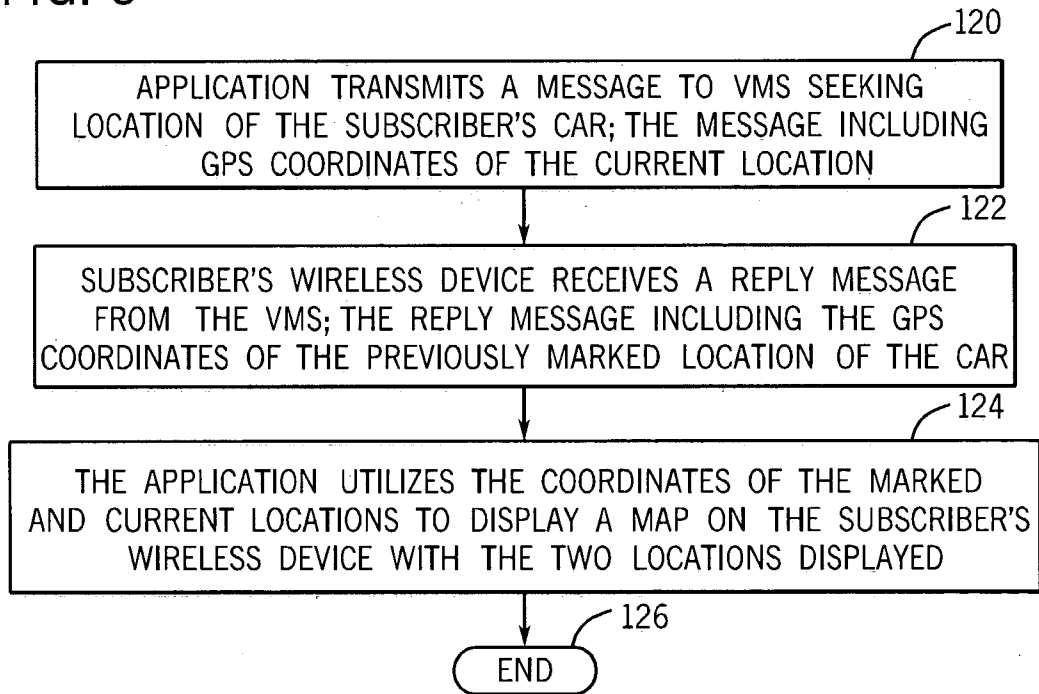 120
APPLICATION TRANSMITS A MESSAGE TO VMS SEEKING
LOCATION OF THE SUBSCRIBER'S CAR; THE MESSAGE INCLUDING
GPS COORDINATES OF THE CURRENT LOCATION
122
SUBSCRIBER'S WIRELESS DEVICE RECEIVES A REPLY MESSAGE
FROM THE VMS; THE REPLY MESSAGE INCLUDING THE GPS
COORDINATES OF THE PREVIOUSLY MARKED LOCATION OF THE CAR
124
THE APPLICATION UTILIZES THE COORDINATES OF THE MARKED
AND CURRENT LOCATIONS TO DISPLAY A MAP ON THE SUBSCRIBER'S
WIRELESS DEVICE WITH THE TWO LOCATIONS DISPLAYED
126
END